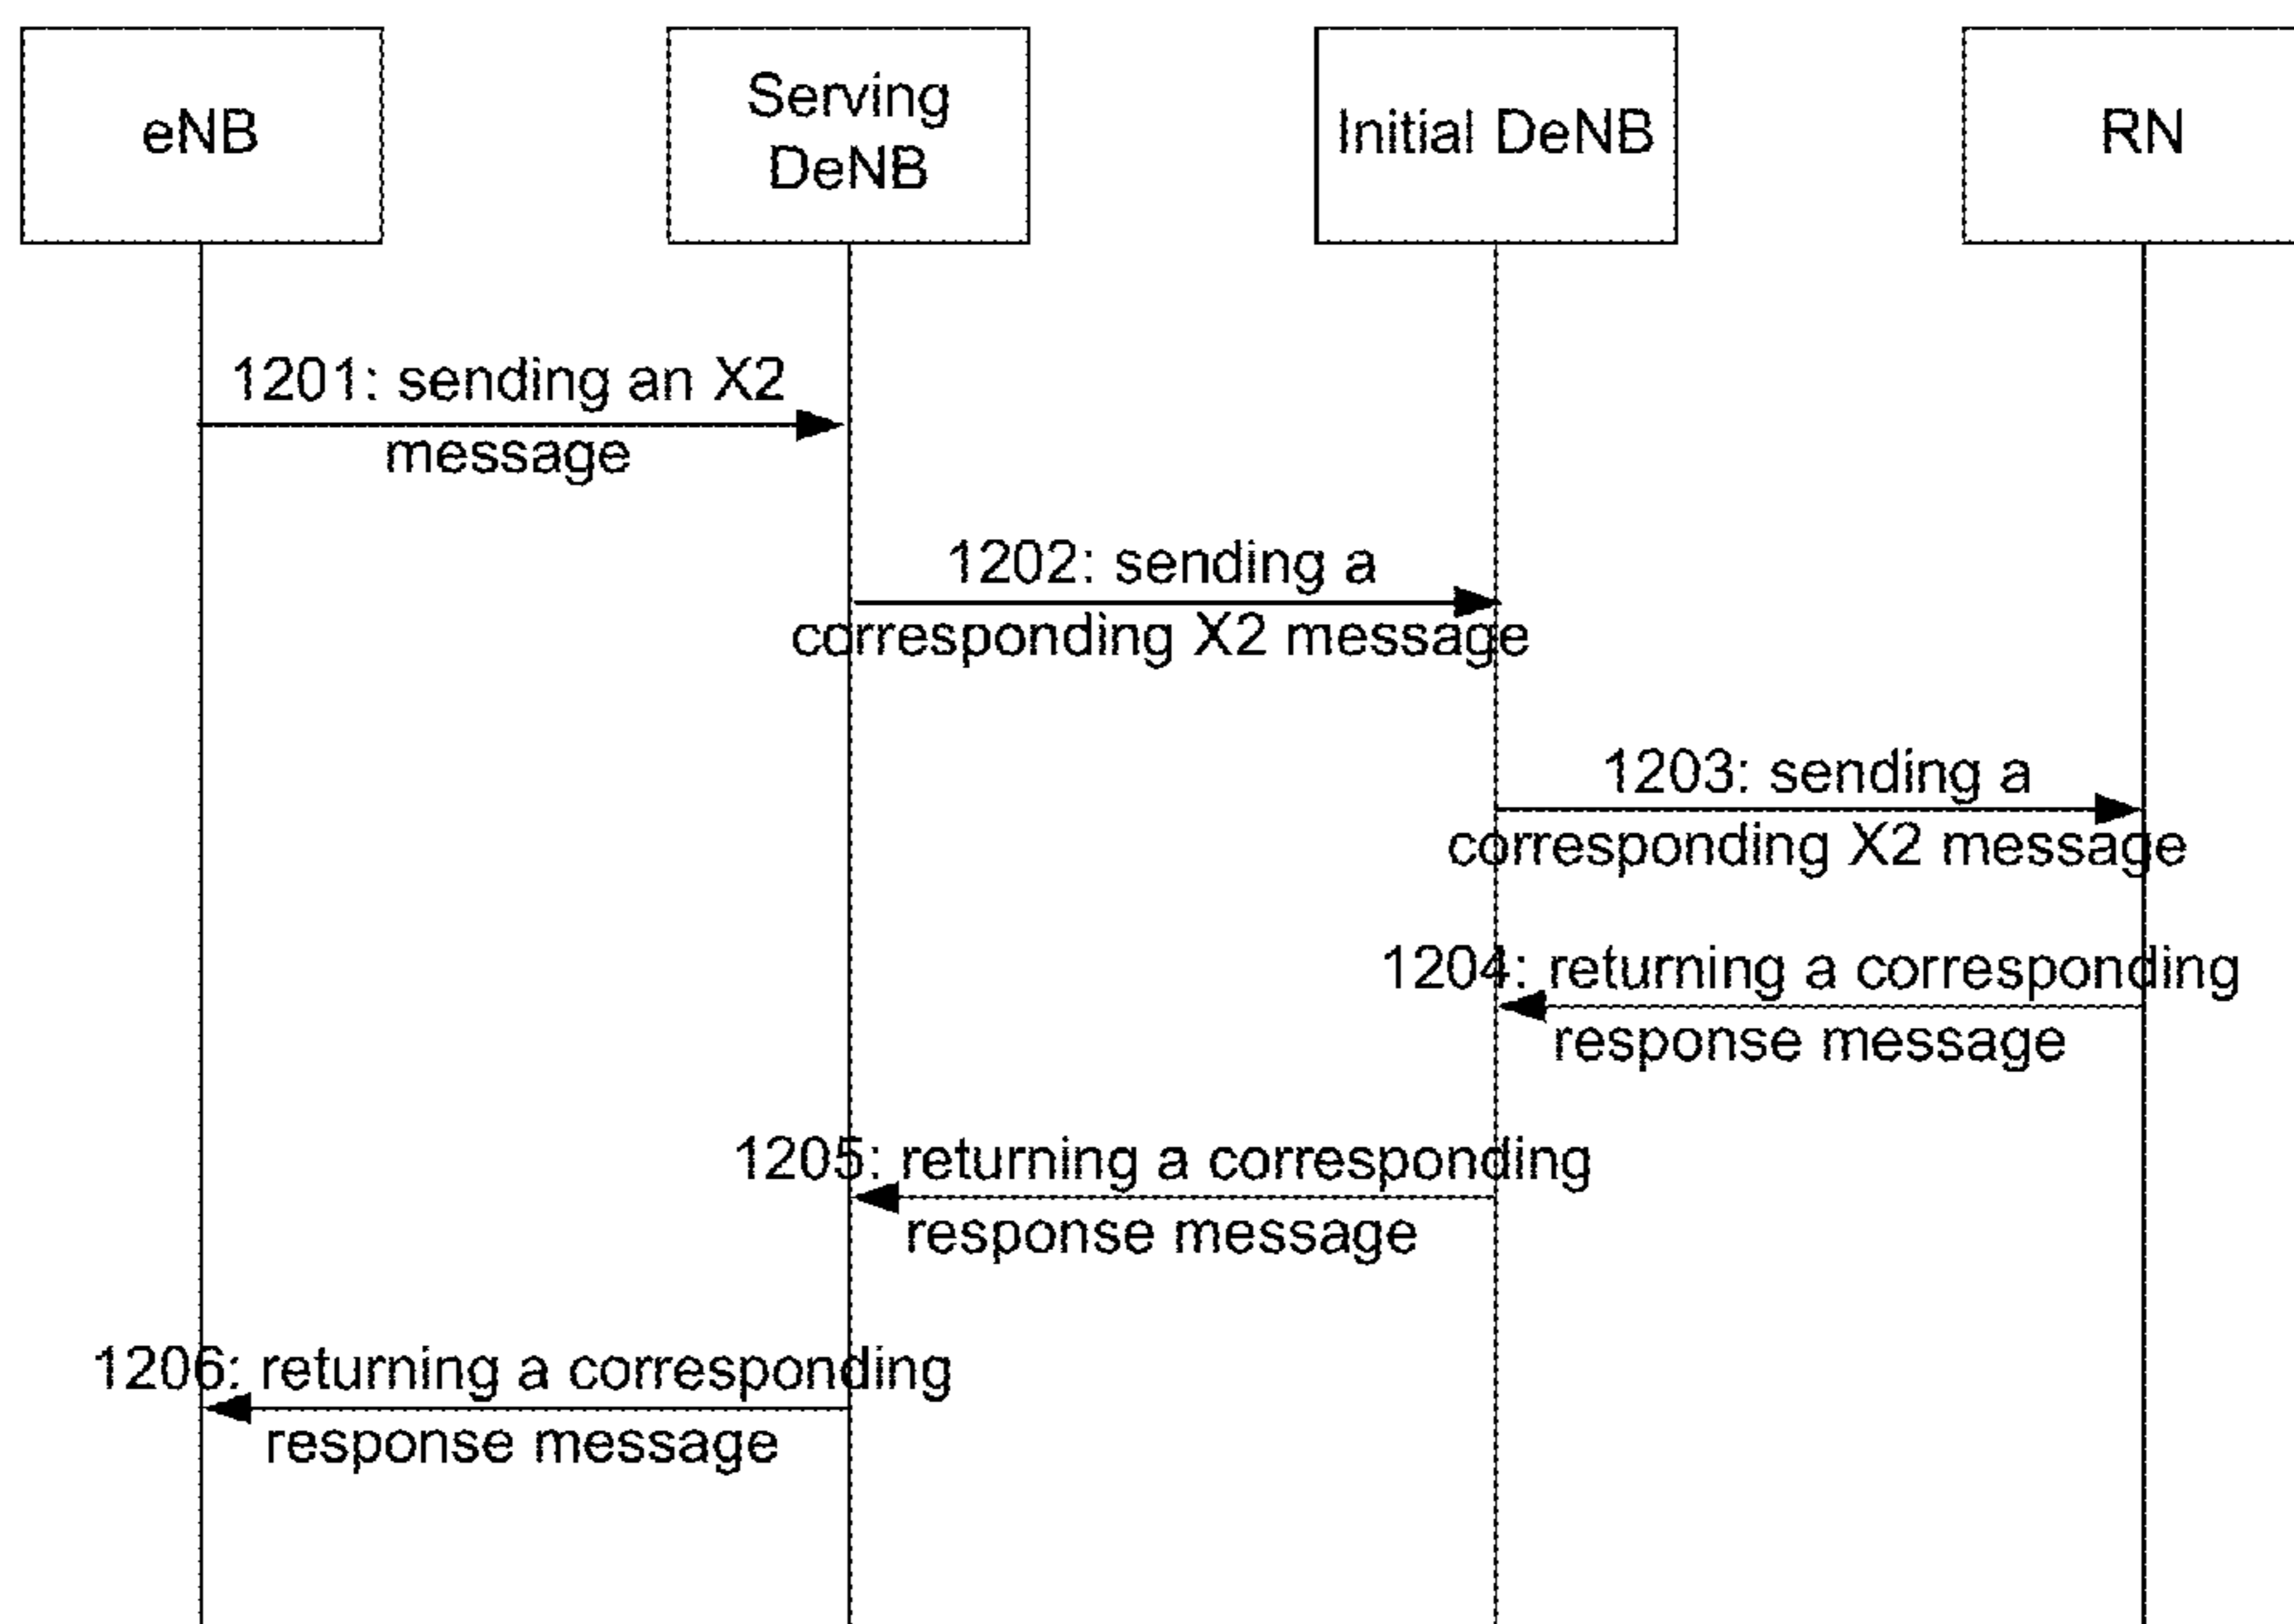 eNB
Serving
DeNB
Initial DeNB
RN
1201: sending an X2
message
1202: sending a
corresponding X2 message
1203: sending a
corresponding X2 message
1204: returning a corresponding
response message
1205: returning a corresponding
response message
1206: returning a corresponding
response message